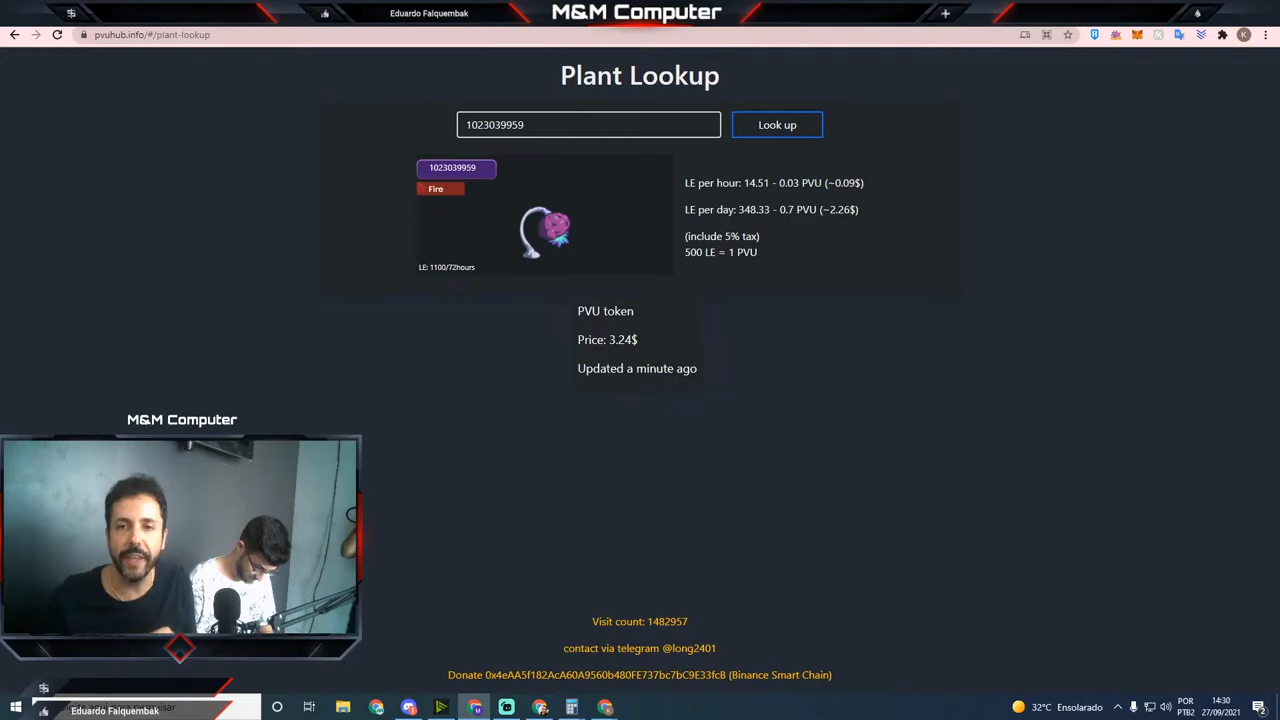 Eduardo Falquembak
M&M Computer
pvuhub.info/#/plant-lookup
K
Plant Lookup
1023039959
Look up
1023039959
Fire
LE: 1100/72hours
LE per hour: 14.51 - 0.03 PVU (~0.09$)
LE per day: 348.33 - 0.7 PVU (~2.26$)
(include 5% tax)
500 LE = 1 PVU
PVU token
Price: 3.24$
Updated a minute ago
M&M Computer
Visit count: 1482957
contact via telegram @long2401
Donate 0x4eAA5f182AcA60A9560b480FE737bc7bC9E33fcB (Binance Smart Chain)
Eduardo Falquembak
32°C Ensolarado
POR
PTB2
14:30
27/09/2021